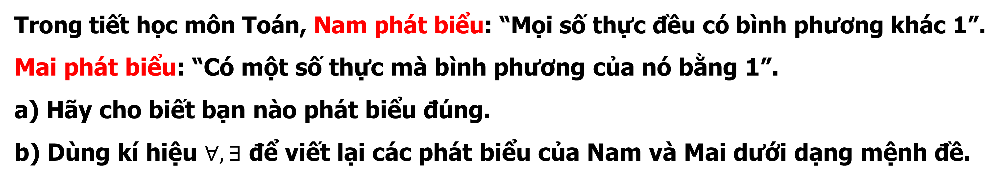 Trong tiết học môn Toán, Nam phát biểu: “Mọi số thực đều có bình phương khác 1”.
Mai phát biểu: “Có một số thực mà bình phương của nó bằng 1”.
a) Hãy cho biết bạn nào phát biểu đúng.
b) Dùng kí hiệu ∀, ∃ để viết lại các phát biểu của Nam và Mai dưới dạng mệnh đề.